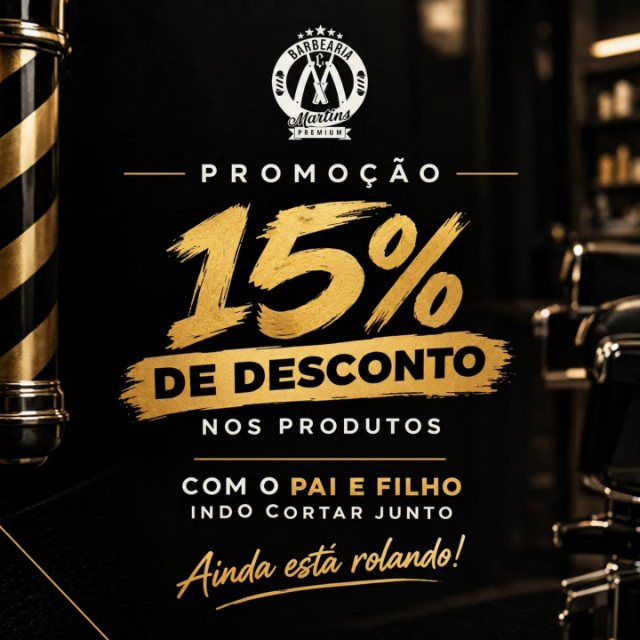 BARBEARIA
Martins
PREMIUM
PROMOÇÃO
15%
DE DESCONTO
NOS PRODUTOS
COM O PAI E FILHO
INDO CORTAR JUNTO
Ainda está rolando!